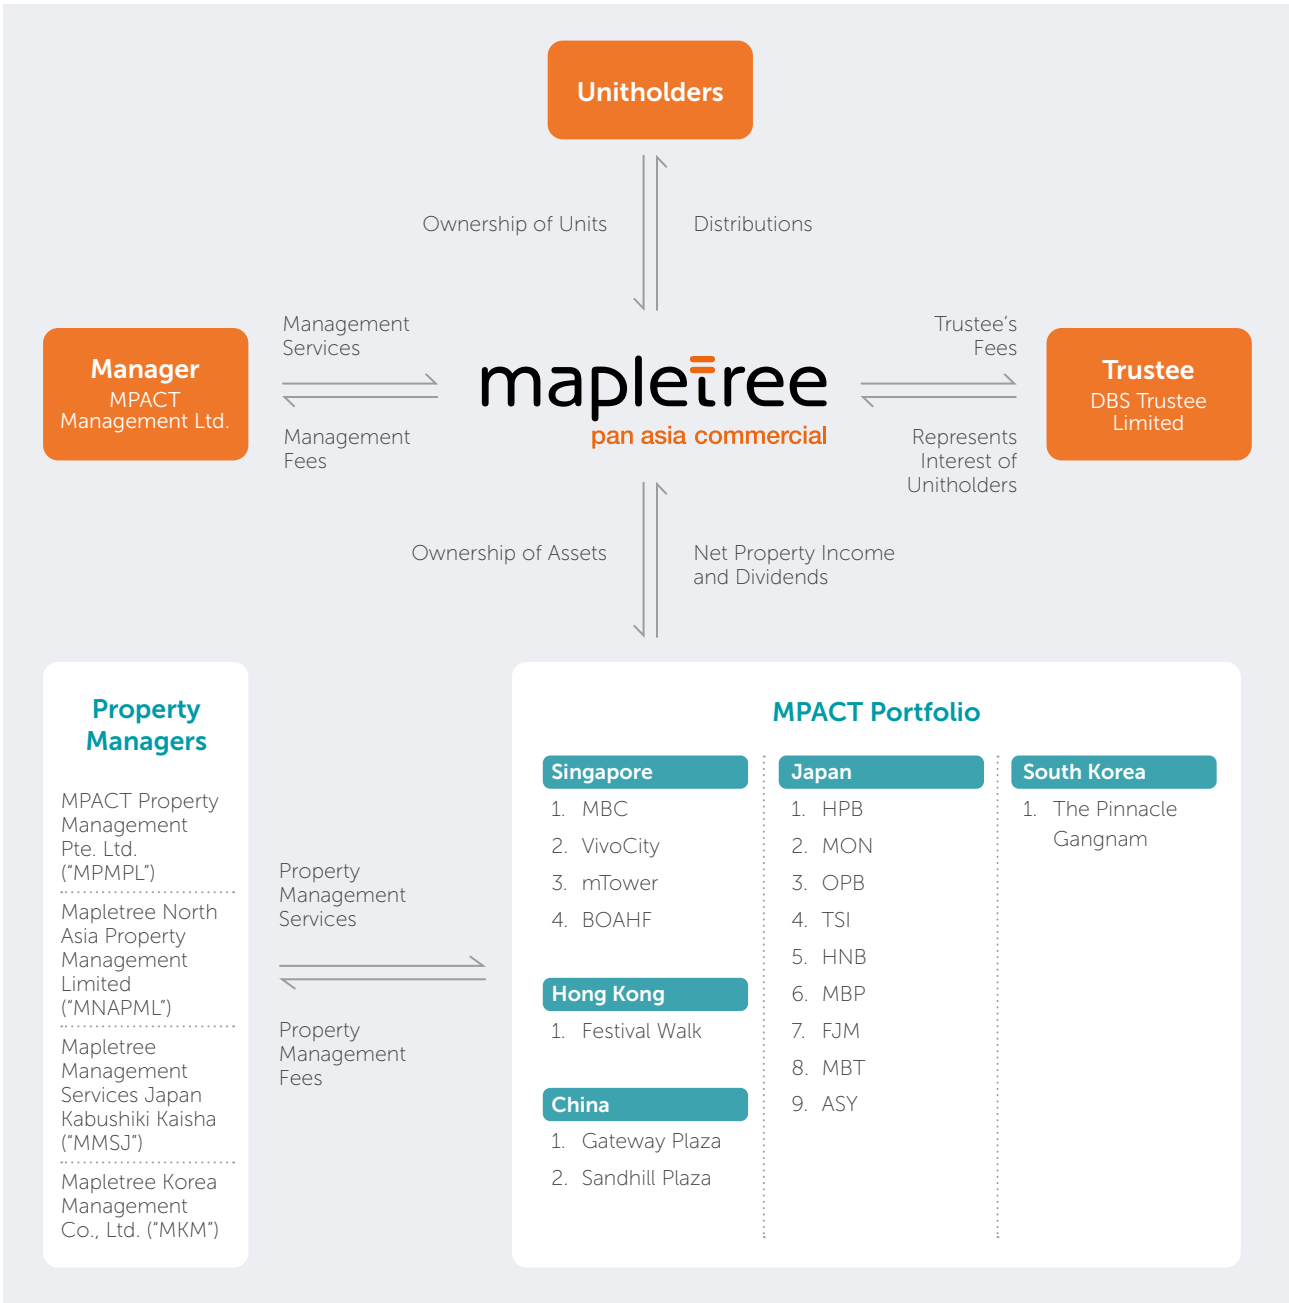 Unitholders
Ownership of Units
Distributions
Manager
MPACT
Management Ltd.
Management
Services
Management
Fees
mapletree
pan asia commercial
Trustee's
Fees
Represents
Interest of
Unitholders
Trustee
DBS Trustee
Limited
Ownership of Assets
Net Property Income
and Dividends
Property
Managers
MPACT Property
Management
Pte. Ltd.
("MPMPL")
Mapletree North
Asia Property
Management
Limited
("MNAPML")
Mapletree
Management
Services Japan
Kabushiki Kaisha
("MMSJ")
Mapletree Korea
Management
Co., Ltd. ("MKM")
Property
Management
Services
Property
Management
Fees
MPACT Portfolio
Singapore
1. MBC
2. VivoCity
3. mTower
4. BOAHF
Hong Kong
1. Festival Walk
China
1. Gateway Plaza
2. Sandhill Plaza
Japan
1. HPB
2. MON
3. OPB
4. TSI
5. HNB
6. MBP
7. FJM
8. MBT
9. ASY
South Korea
1. The Pinnacle
Gangnam